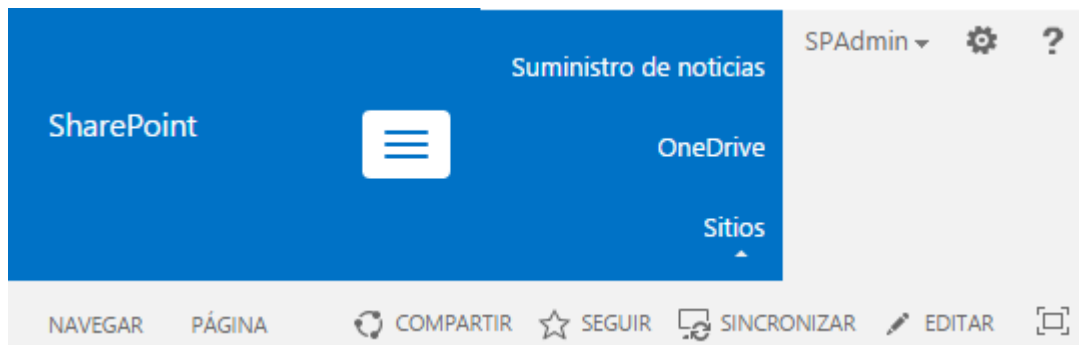 SharePoint
Suministro de noticias
OneDrive
Sitios
SPAdmin ?
NAVEGAR PÁGINA COMPARTIR SEGUIR SINCRONIZAR EDITAR